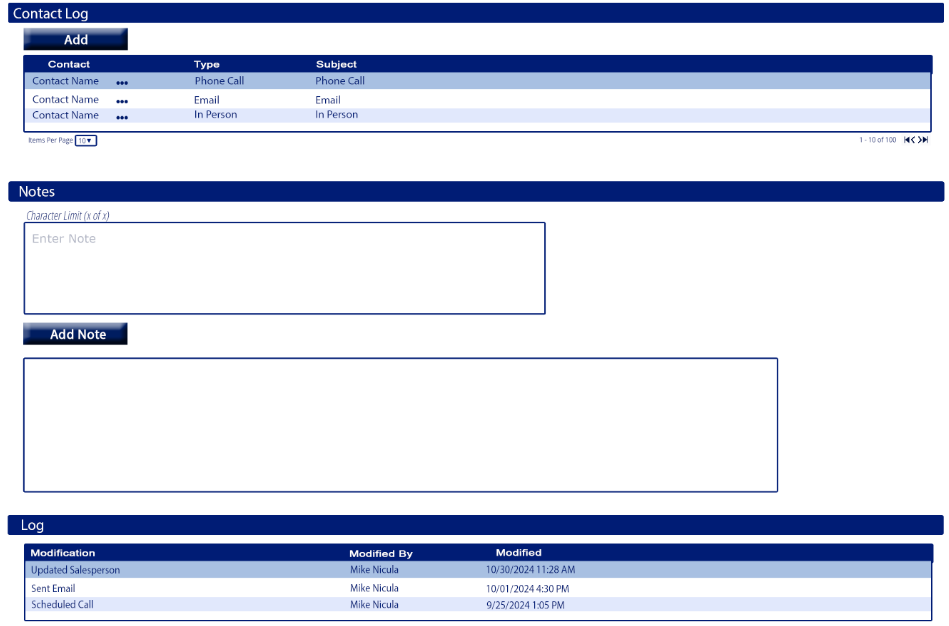 Contact Log
Add
Contact Type Subject
Contact Name ••• Phone Call Phone Call
Contact Name ••• Email Email
Contact Name ••• In Person In Person
Items Per Page 10▼ 1 - 10 of 100
Notes
Character Limit (x of x)
Enter Note
Add Note
Log
Modification Modified By Modified
Updated Salesperson Mike Nicula 10/30/2024 11:28 AM
Sent Email Mike Nicula 10/01/2024 4:30 PM
Scheduled Call Mike Nicula 9/25/2024 1:05 PM